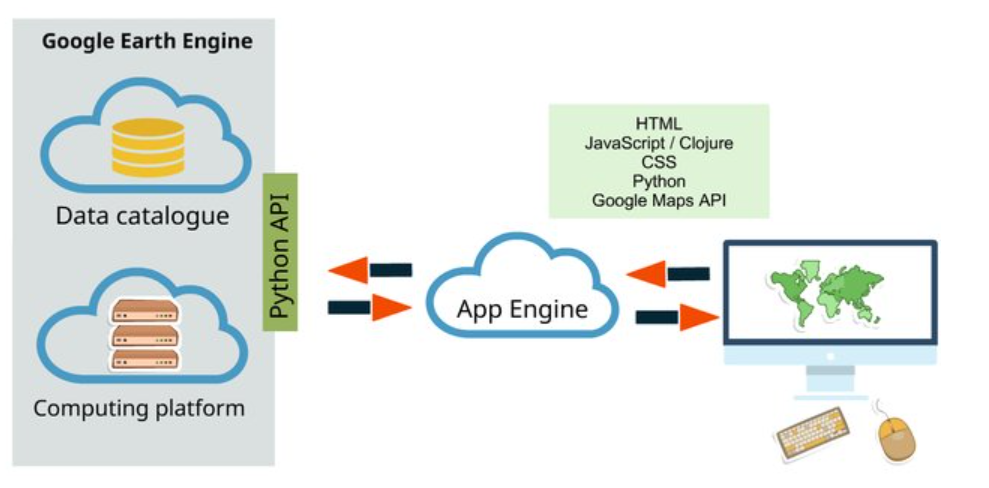 Google Earth Engine
Data catalogue
Computing platform
Python API
App Engine
HTML
JavaScript / Clojure
CSS
Python
Google Maps API